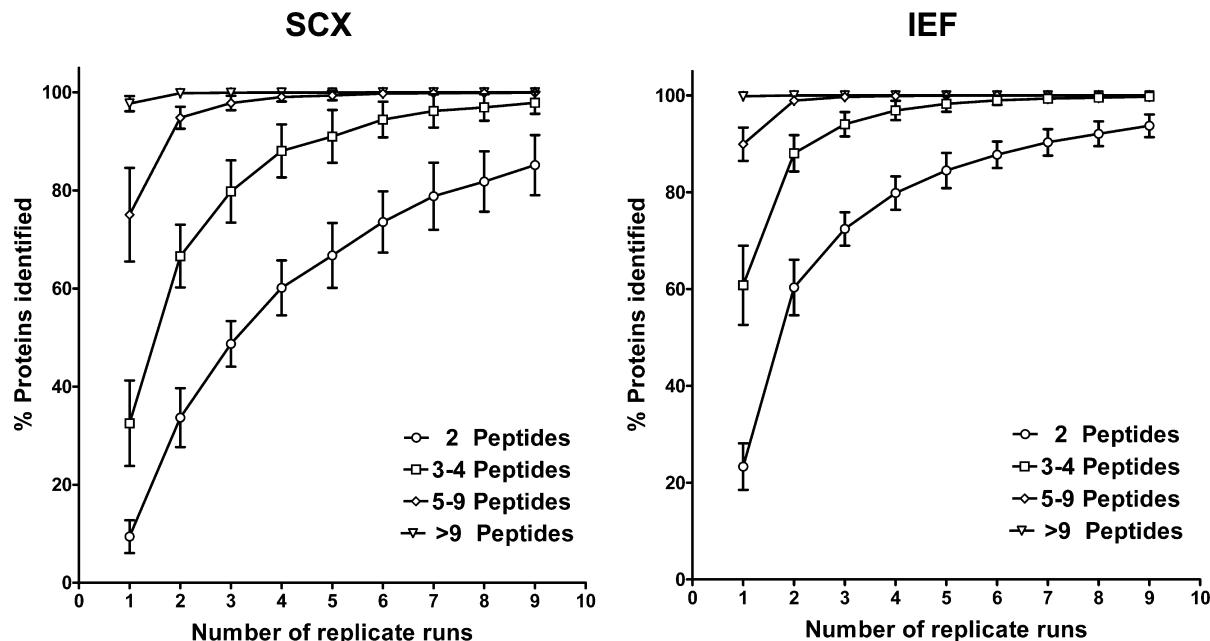 SCX
% Proteins identified
100
80
60
40
20
0
2 Peptides
3-4 Peptides
5-9 Peptides
>9 Peptides
0 1 2 3 4 5 6 7 8 9 10
Number of replicate runs
IEF
% Proteins identified
100
80
60
40
20
0
2 Peptides
3-4 Peptides
5-9 Peptides
>9 Peptides
0 1 2 3 4 5 6 7 8 9 10
Number of replicate runs